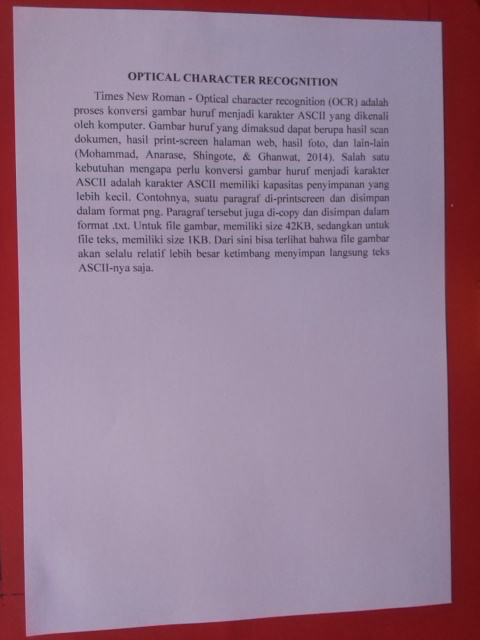 OPTICAL CHARACTER RECOGNITION
Times New Roman - Optical character recognition (OCR) adalah
proses konversi gambar huruf menjadi karakter ASCII yang dikenali
oleh komputer. Gambar huruf yang dimaksud dapat berupa hasil scan
dokumen, hasil print-screen halaman web, hasil foto, dan lain-lain
(Mohammad, Anarase, Shingote, & Ghanwat, 2014). Salah satu
kebutuhan mengapa perlu konversi gambar huruf menjadi karakter
ASCII adalah karakter ASCII memiliki kapasitas penyimpanan yang
lebih kecil. Contohnya, suatu paragraf di-printscreen dan disimpan
dalam format png. Paragraf tersebut juga di-copy dan disimpan dalam
format .txt. Untuk file gambar, memiliki size 42KB, sedangkan untuk
file teks, memiliki size 1KB. Dari sini bisa terlihat bahwa file gambar
akan selalu relatif lebih besar ketimbang menyimpan langsung teks
ASCII-nya saja.